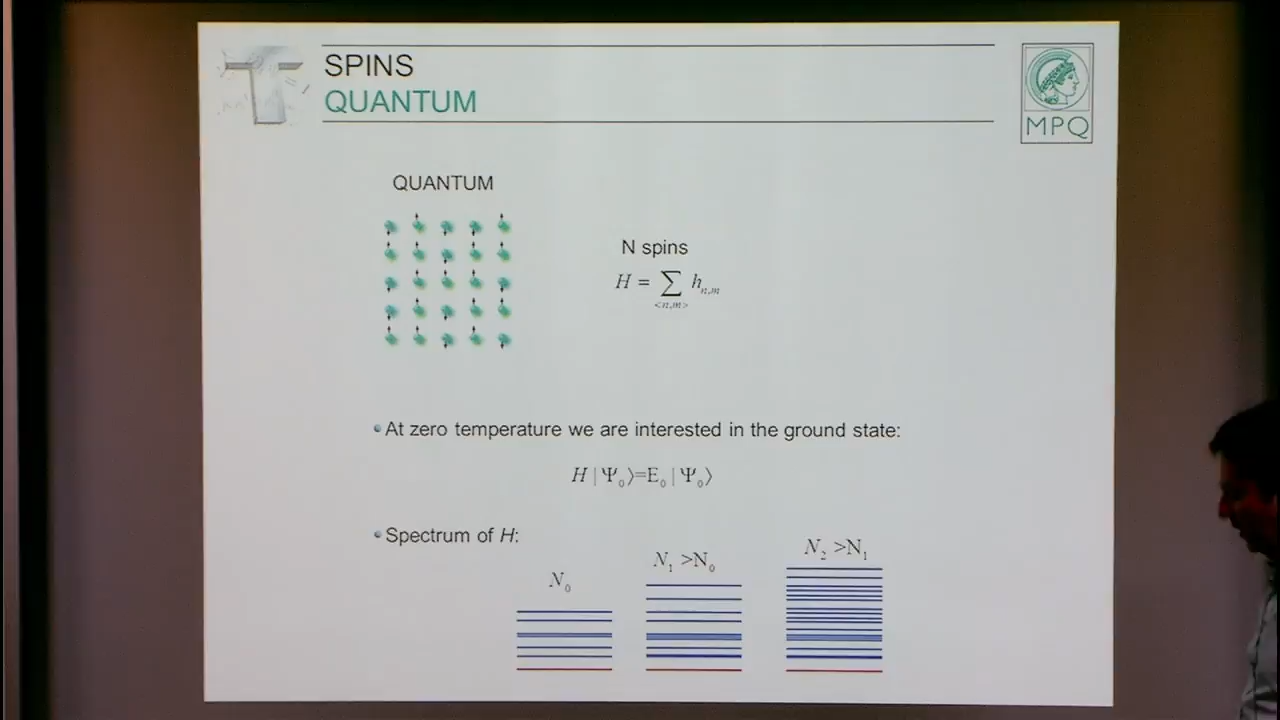 SPINS
QUANTUM
MPQ
QUANTUM
N spins
H = ∑ h_{n,m}
<n,m>
•At zero temperature we are interested in the ground state:
H | Ψ₀⟩=E₀ | Ψ₀⟩
•Spectrum of H:
N₀
N₁ >N₀
N₂ >N₁